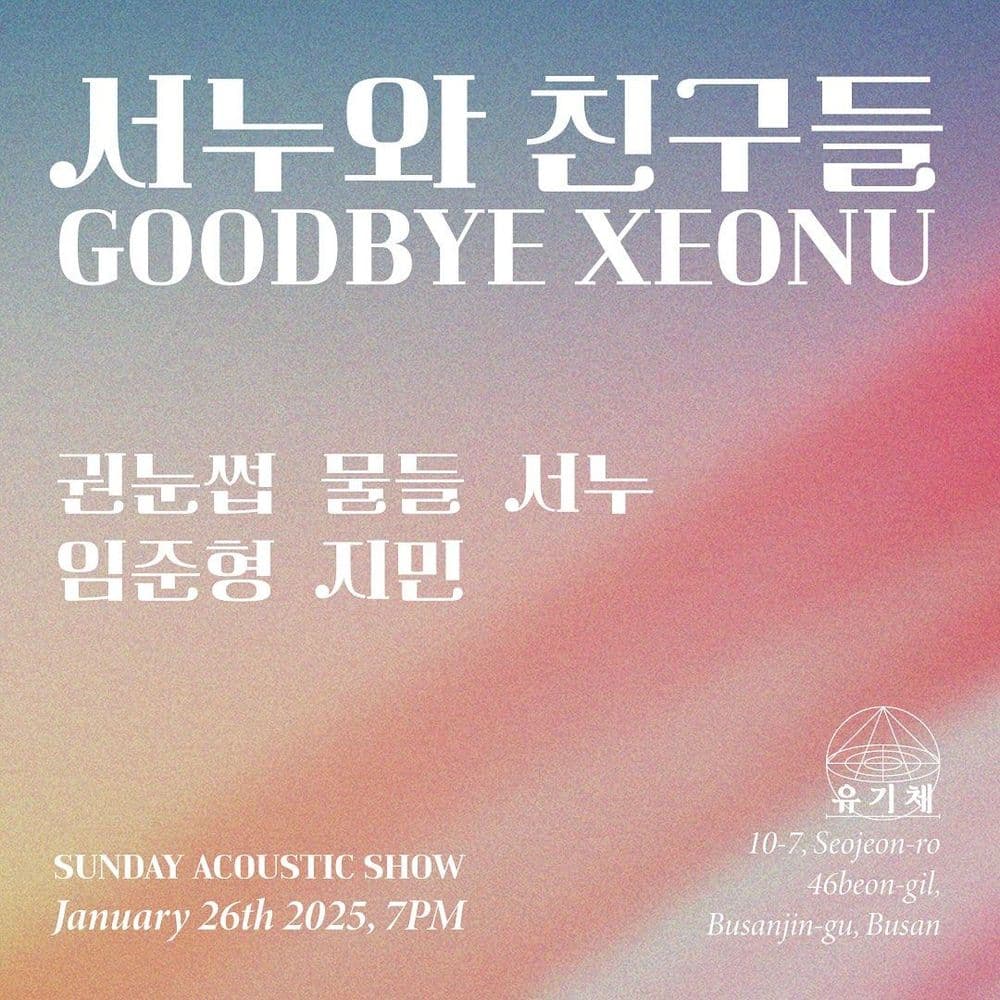 서누와 친구들
GOODBYE XEONU
권눈썹 물들 서누
임준형 지민
유기체
10-7, Seojeon-ro
46beon-gil,
Busanjin-gu, Busan
SUNDAY ACOUSTIC SHOW
January 26th 2025, 7PM